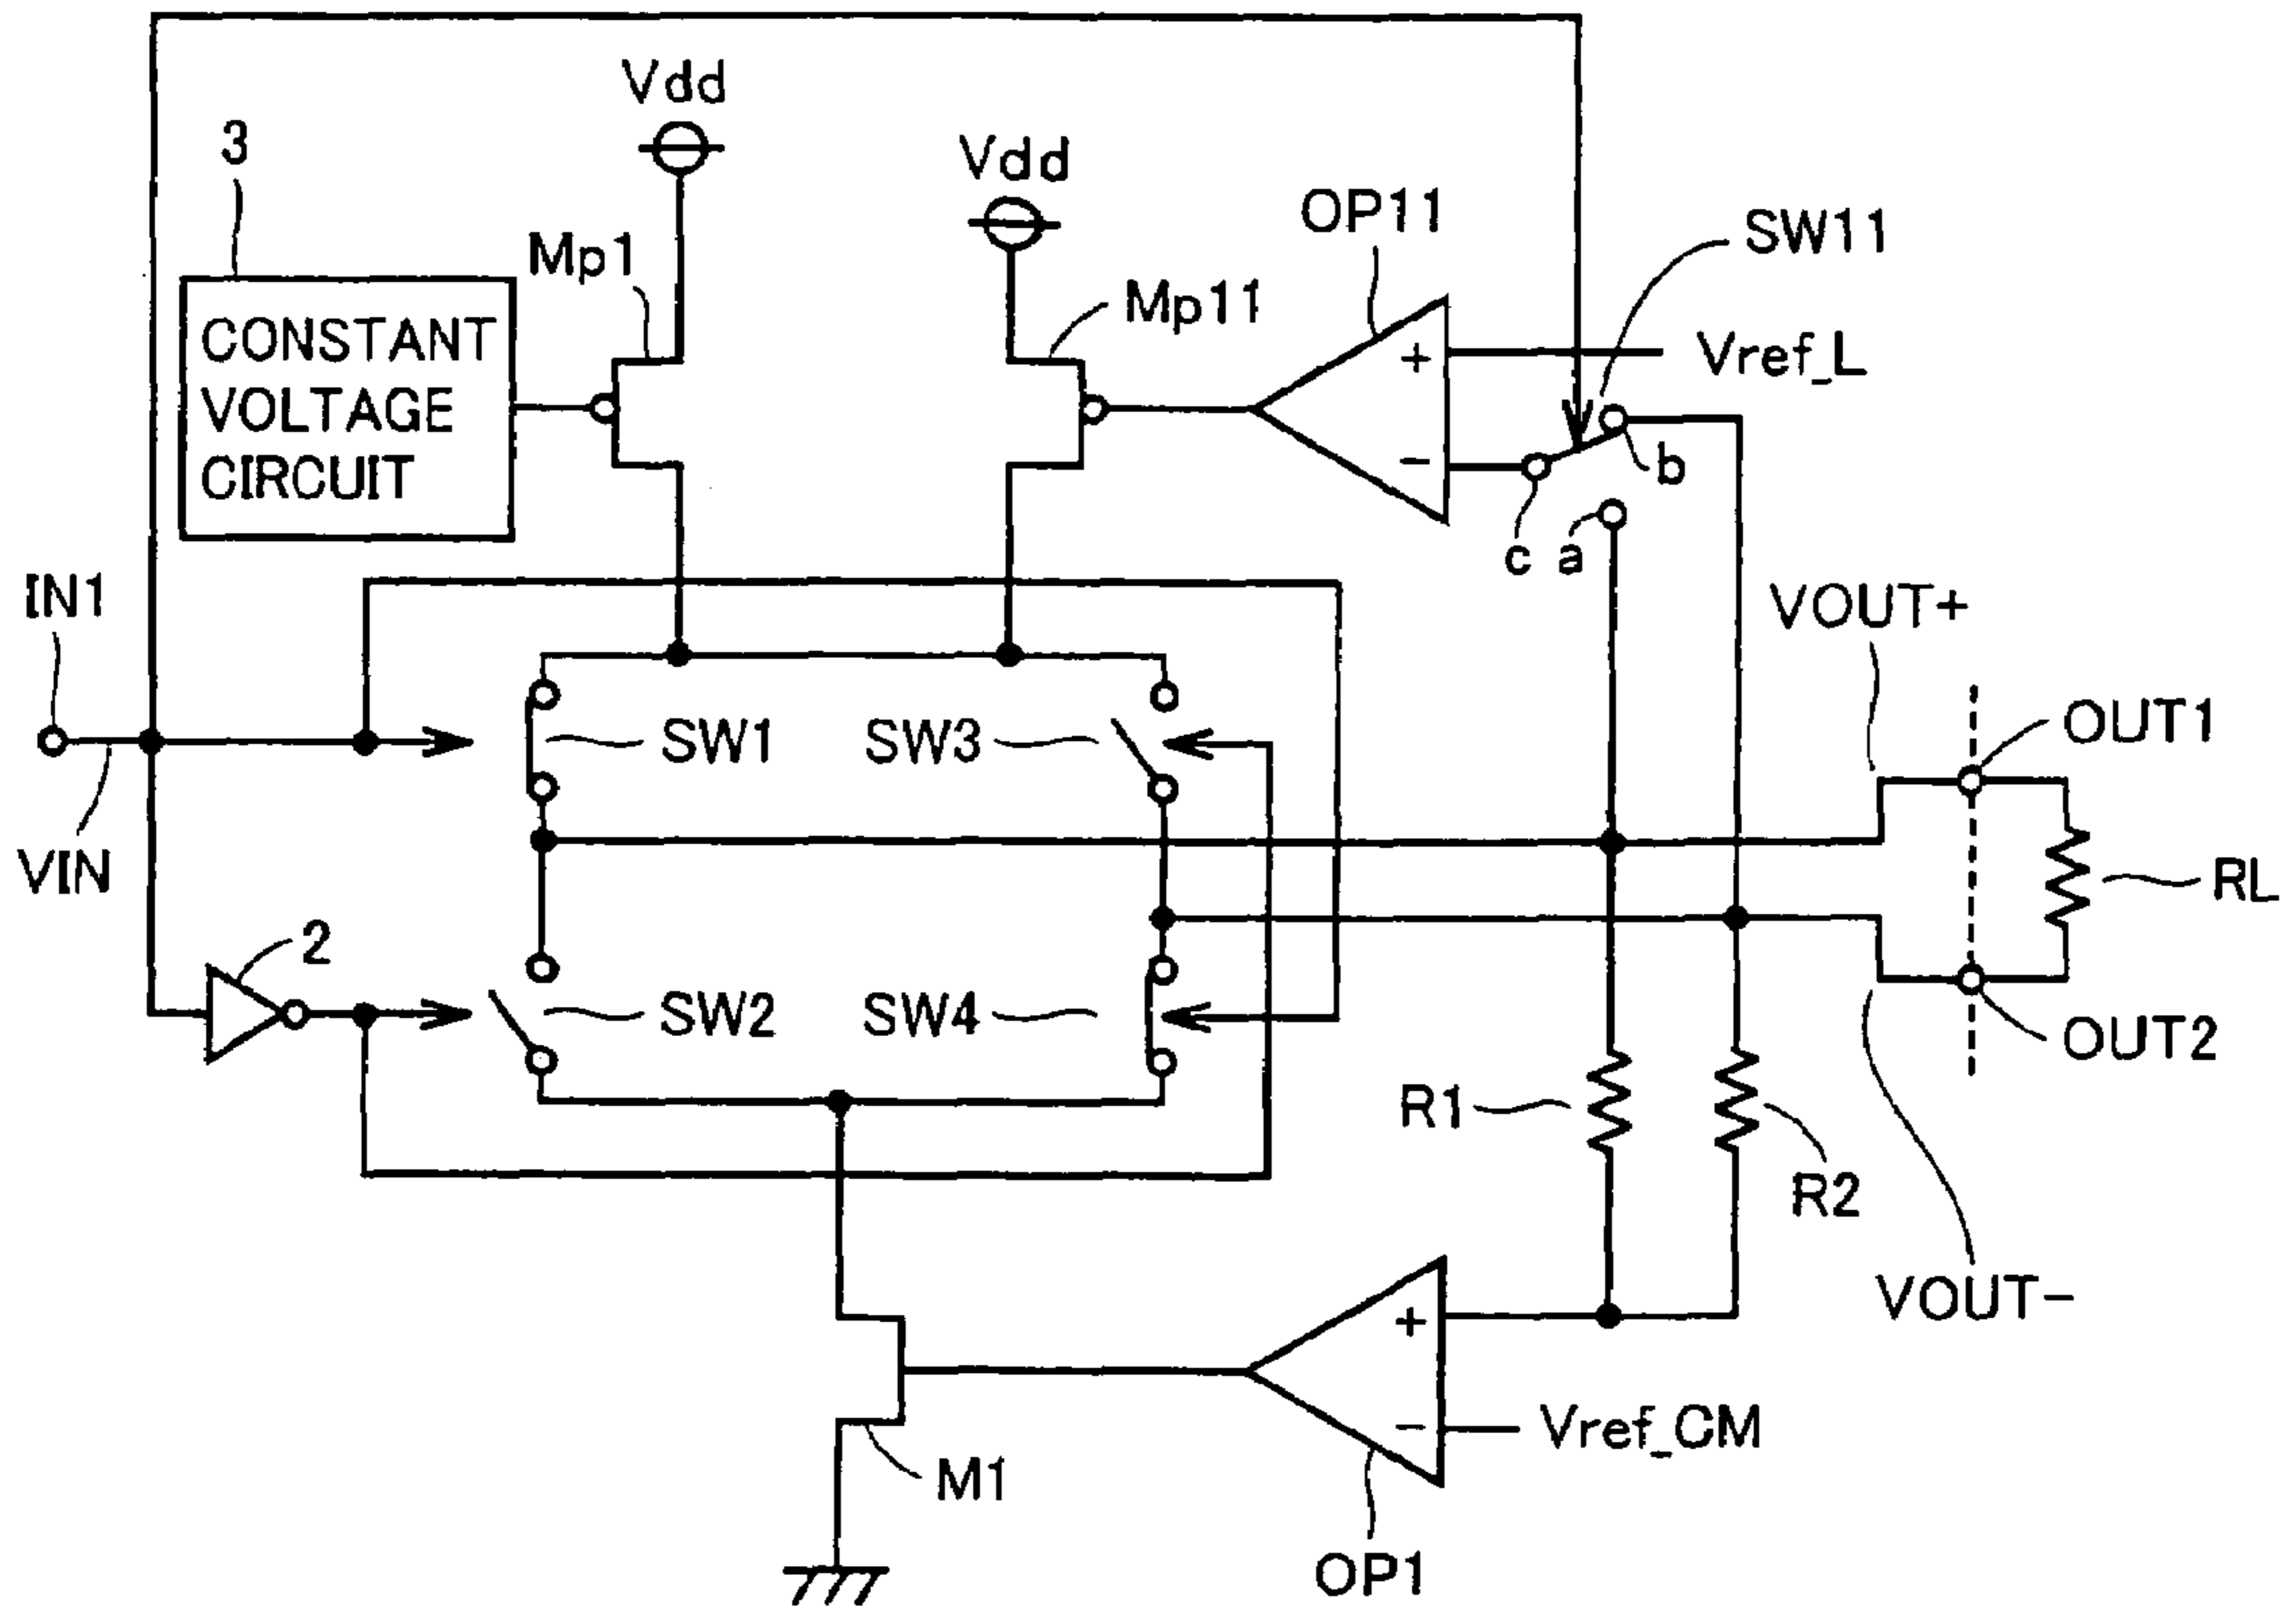 Vdd
3
Vdd
OP11
SW11
Mp1
Mp11
CONSTANT
VOLTAGE
CIRCUIT
+
Vref_L
-
b
c
a
IN1
VOUT+
SW1
SW3
OUT1
VIN
RL
2
SW2
SW4
OUT2
R1
R2
VOUT-
+
-
Vref_CM
M1
OP1